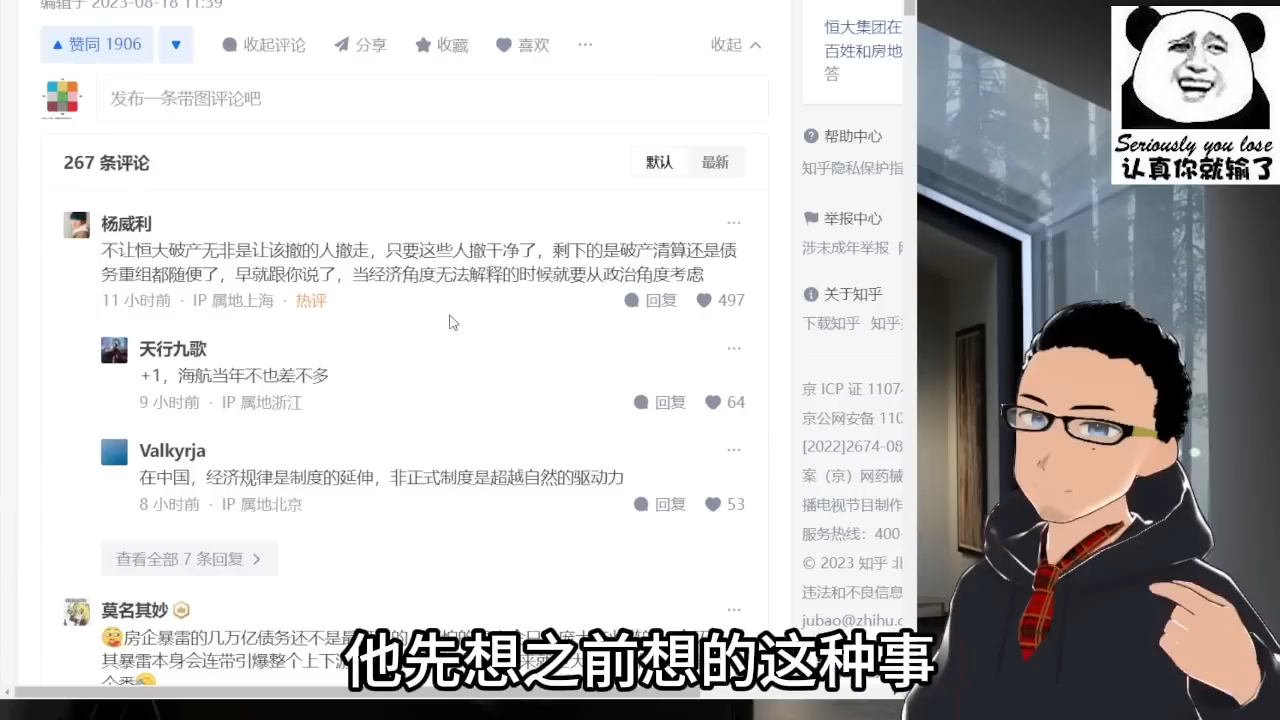 编辑于 2023-08-18 11:39
赞同 1906
收起评论
分享
收藏
喜欢
收起
发布一条带图评论吧
267 条评论
默认
最新
杨威利
不让恒大破产无非是让该撤的人撤走，只要这些人撤干净了，剩下的是破产清算还是债
务重组都随便了，早就跟你说了，当经济角度无法解释的时候就要从政治角度考虑
11 小时前 · IP 属地上海 · 热评
回复
497
天行九歌
+1，海航当年不也差不多
9 小时前 · IP 属地浙江
回复
64
Valkyrja
在中国，经济规律是制度的延伸，非正式制度是超越自然的驱动力
8 小时前 · IP 属地北京
回复
53
查看全部 7 条回复
莫名其妙
房企暴雷的几万亿债务还不是是
其暴雷本身会连带引爆整个上下游
个番
恒大集团在
百姓和房地
答
帮助中心
知乎隐私保护指
举报中心
涉未成年举报
关于知乎
下载知乎 知乎
京 ICP 证 11074
京公网安备 110
[2022]2674-08
案（京）网药械
播电视节目制作
服务热线：400-
© 2023 知乎 北
违法和不良信息
jubao@zhihu.c
Seriously you lose
认真你就输了
他先想之前想的这种事